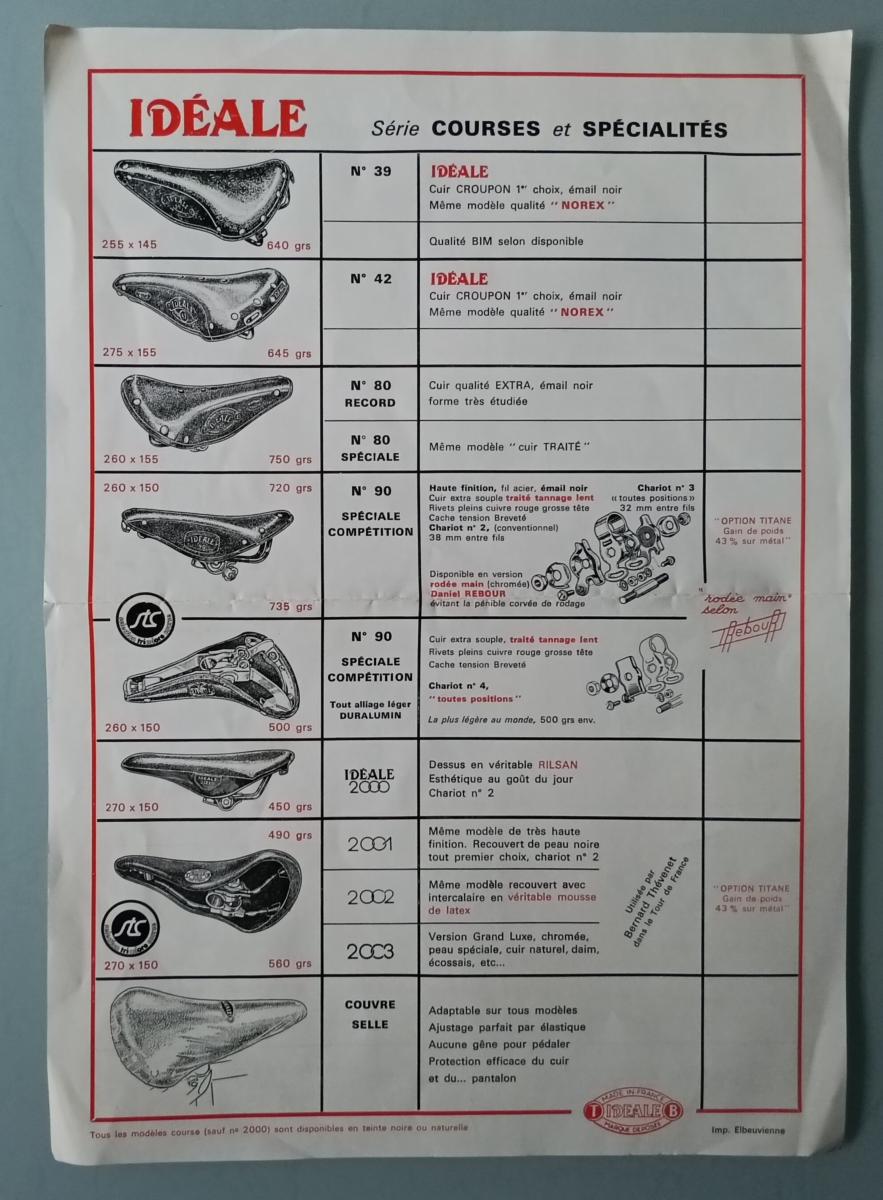 IDÉALE
Série COURSES et SPÉCIALITÉS
255 x 145
640 grs
N° 39
IDÉALE
Cuir CROUPON 1er choix, émail noir
Même modèle qualité "NOREX"
Qualité BIM selon disponible
275 x 155
645 grs
N° 42
IDÉALE
Cuir CROUPON 1er choix, émail noir
Même modèle qualité "NOREX"
260 x 155
750 grs
N° 80
RECORD
Cuir qualité EXTRA, émail noir
forme très étudiée
N° 80
SPÉCIALE
Même modèle "cuir TRAITÉ"
260 x 150
720 grs
735 grs
N° 90
SPÉCIALE
COMPÉTITION
Haute finition, fil acier, émail noir
Cuir extra souple traité tannage lent
Rivets pleins cuivre rouge grosse tête
Cache tension Breveté
Chariot n° 2, (conventionnel)
38 mm entre fils
Chariot n° 3
«toutes positions»
32 mm entre fils
Disponible en version
rodée main (chromée)
Daniel REBOUR
évitant la pénible corvée de rodage
"OPTION TITANE
Gain de poids
43 % sur métal"
"rodée main"
selon
Rebour
stc
260 x 150
500 grs
N° 90
SPÉCIALE
COMPÉTITION
Tout alliage léger
DURALUMIN
Cuir extra souple, traité tannage lent
Rivets pleins cuivre rouge grosse tête
Cache tension Breveté
Chariot n° 4,
"toutes positions"
La plus légère au monde, 500 grs env.
270 x 150
450 grs
IDÉALE
2000
Dessus en véritable RILSAN
Esthétique au goût du jour
Chariot n° 2
490 grs
270 x 150
560 grs
stc
2001
Même modèle de très haute
finition. Recouvert de peau noire
tout premier choix, chariot n° 2
2002
Même modèle recouvert avec
intercalaire en véritable mousse
de latex
2003
Version Grand Luxe, chromée,
peau spéciale, cuir naturel, daim,
écossais, etc...
Utilisée par
Bernard Thévenet
dans le Tour de France
"OPTION TITANE
Gain de poids
43 % sur métal"
COUVRE
SELLE
Adaptable sur tous modèles
Ajustage parfait par élastique
Aucune gêne pour pédaler
Protection efficace du cuir
et du... pantalon
MADE IN FRANCE
T IDEALE B
MARQUE DEPOSÉE
Tous les modèles course (sauf n° 2000) sont disponibles en teinte noire ou naturelle
Imp. Elbeuvienne